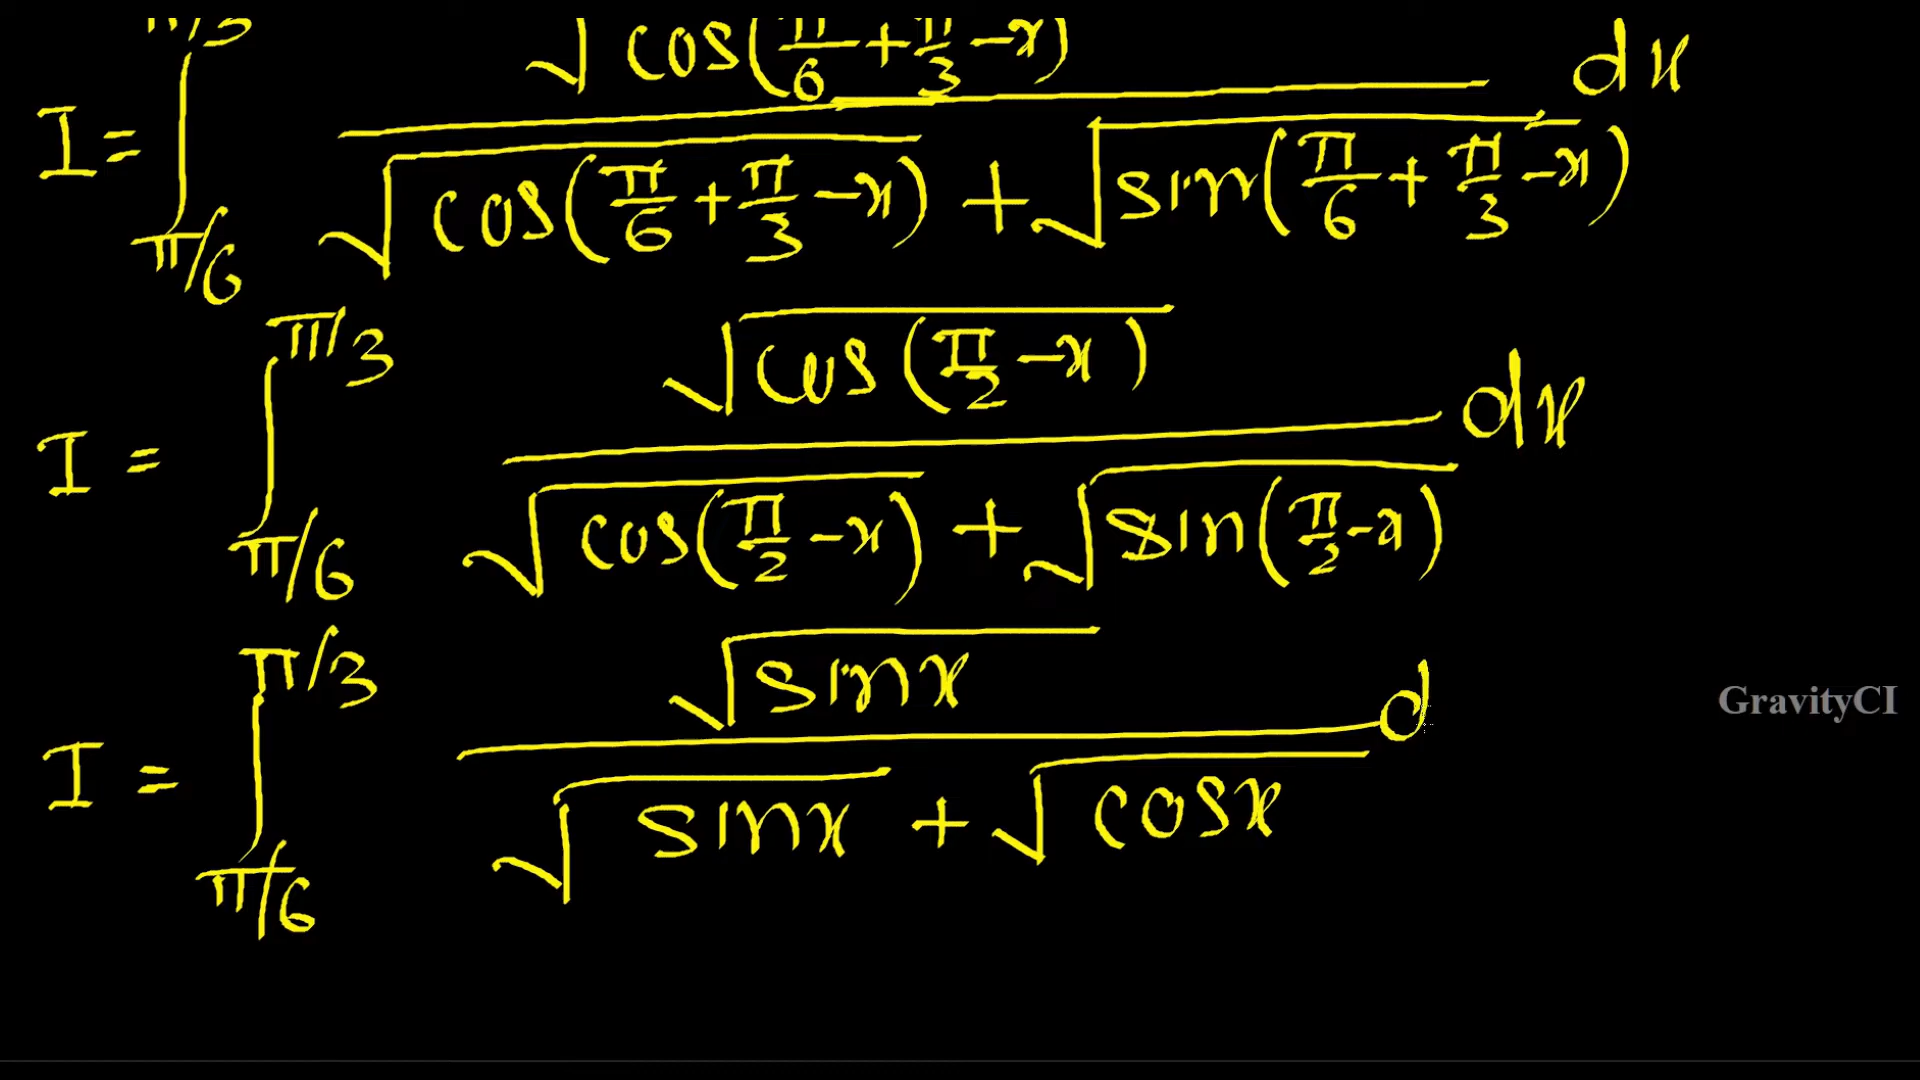 I = ∫_{π/6}^{π/3} √cos(π/6 + π/3 - x) / (√cos(π/6 + π/3 - x) + √sin(π/6 + π/3 - x)) dx
I = ∫_{π/6}^{π/3} √cos(π/2 - x) / (√cos(π/2 - x) + √sin(π/2 - x)) dx
I = ∫_{π/6}^{π/3} √sinx / (√sinx + √cosx) d
GravityCI